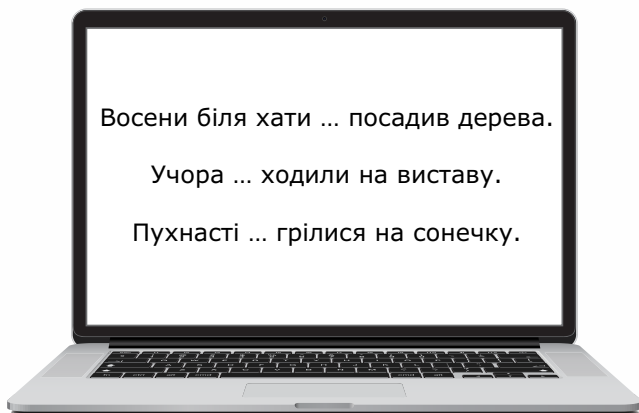 Восени біля хати … посадив дерева.
Учора … ходили на виставу.
Пухнасті … грілися на сонечку.